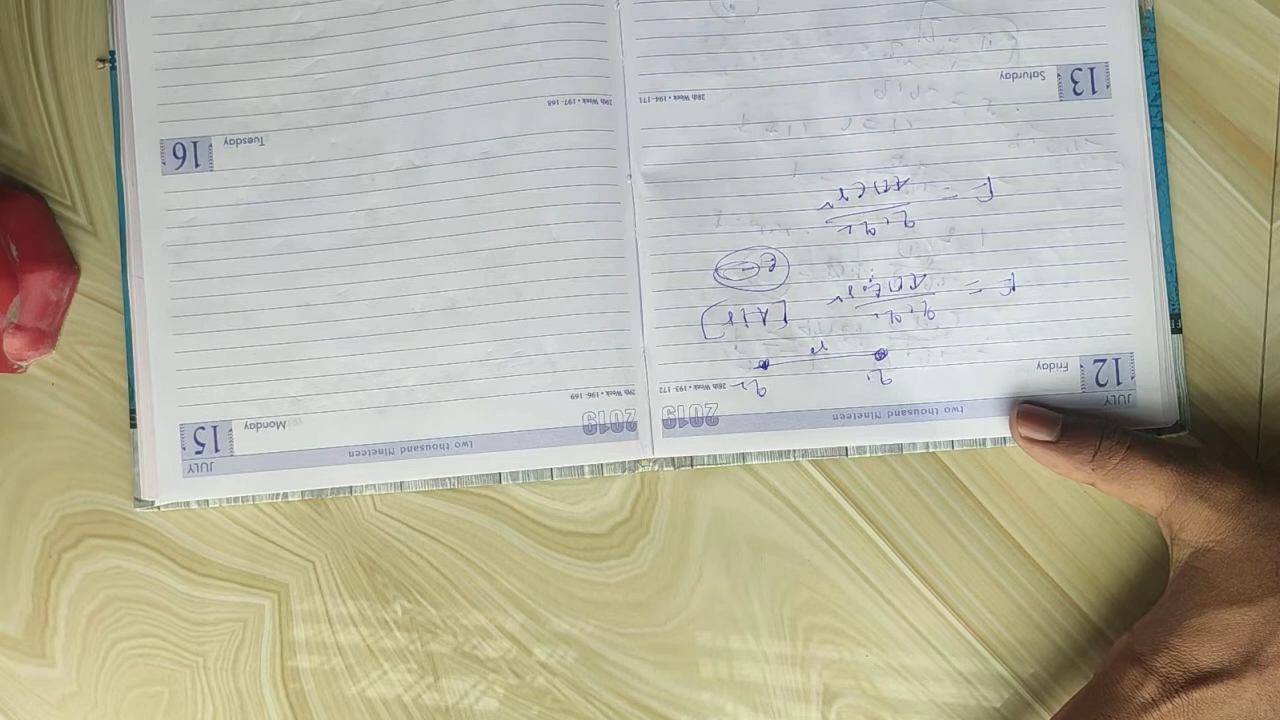 JULY
12 Friday
two thousand Nineteen
2019
28th Week • 193-172
q₁ q₂
r
F = q₁q₂ / 4πε₀r²
[Air]
F = q₁q₂ / 4πεr²
13 Saturday
28th Week • 194-171
JULY
15 Monday
two thousand Nineteen
2019
29th Week • 196-169
16 Tuesday
29th Week • 197-168